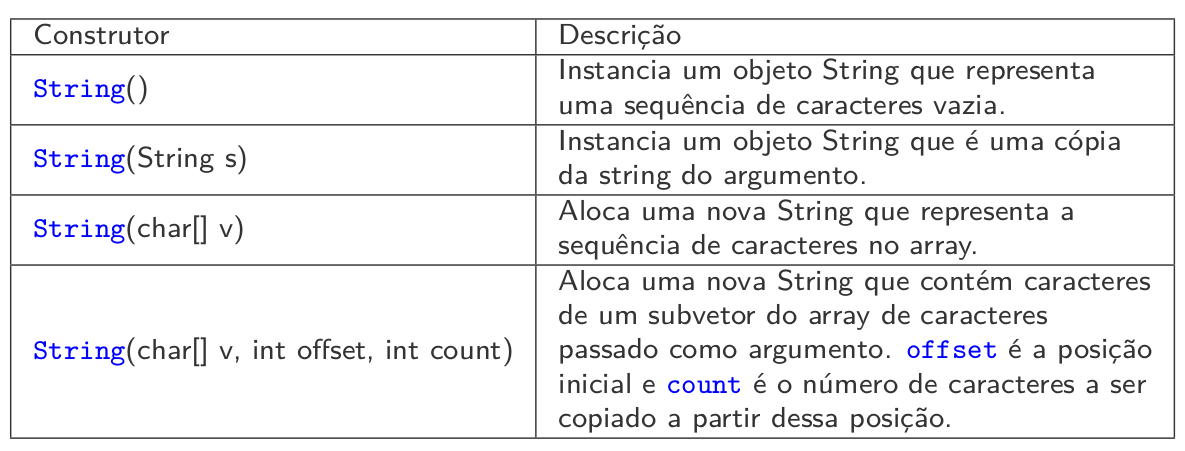 Construtor
Descrição
String()
Instancia um objeto String que representa
uma sequência de caracteres vazia.
String(String s)
Instancia um objeto String que é uma cópia
da string do argumento.
String(char[] v)
Aloca uma nova String que representa a
sequência de caracteres no array.
String(char[] v, int offset, int count)
Aloca uma nova String que contém caracteres
de um subvetor do array de caracteres
passado como argumento. offset é a posição
inicial e count é o número de caracteres a ser
copiado a partir dessa posição.